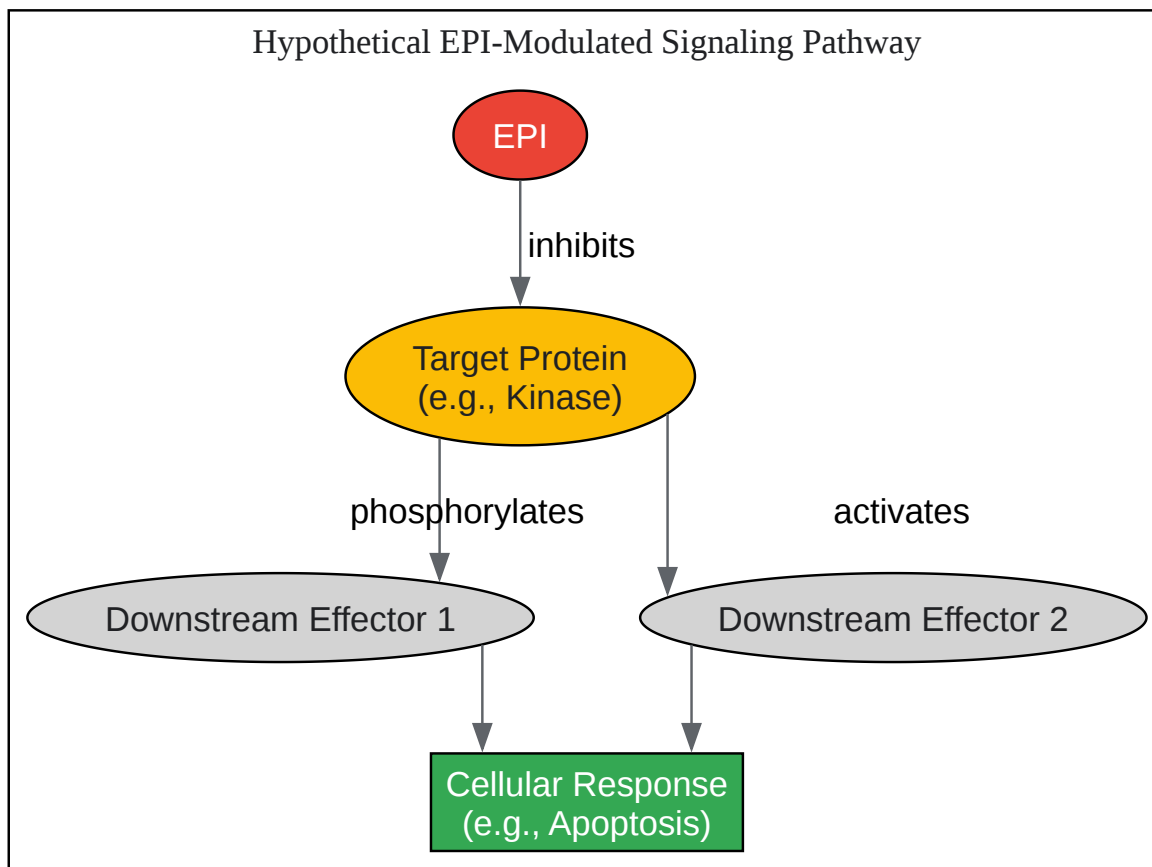 Hypothetical EPI-Modulated Signaling Pathway
EPI
inhibits
Target Protein
(e.g., Kinase)
phosphorylates
activates
Downstream Effector 1
Downstream Effector 2
Cellular Response
(e.g., Apoptosis)